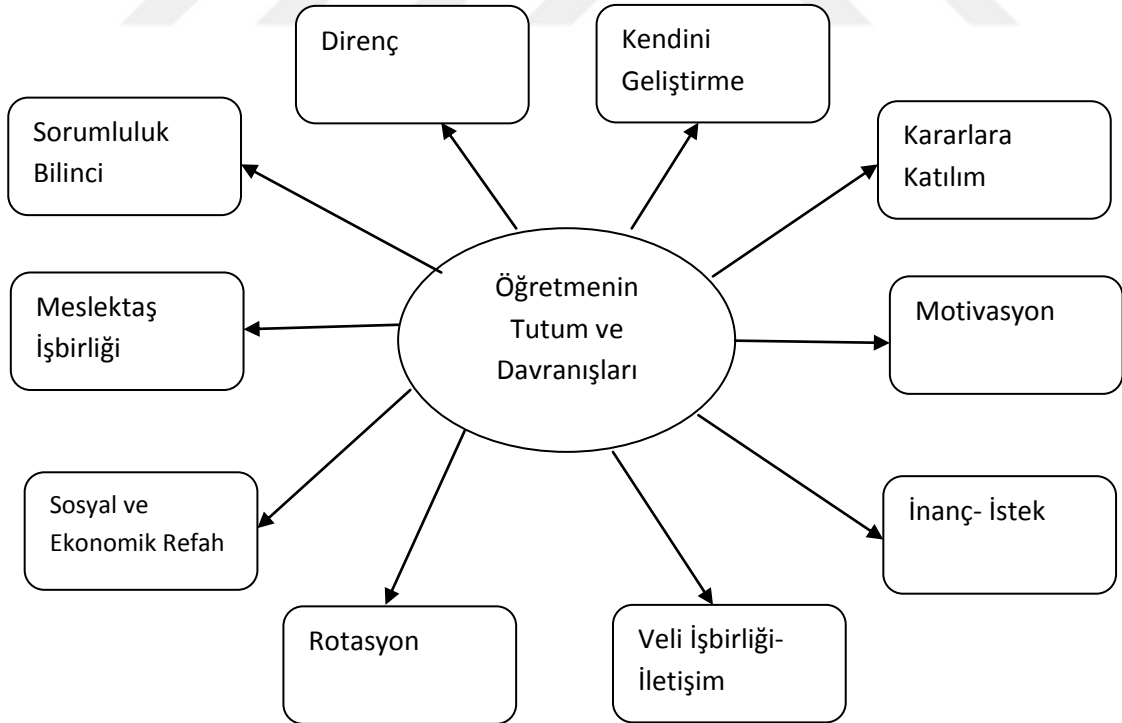 Direnç
Kendini
Geliştirme
Sorumluluk
Bilinci
Kararlara
Katılım
Öğretmenin
Tutum ve
Davranışları
Meslektaş
İşbirliği
Motivasyon
Sosyal ve
Ekonomik Refah
İnanç- İstek
Rotasyon
Veli İşbirliği-
İletişim